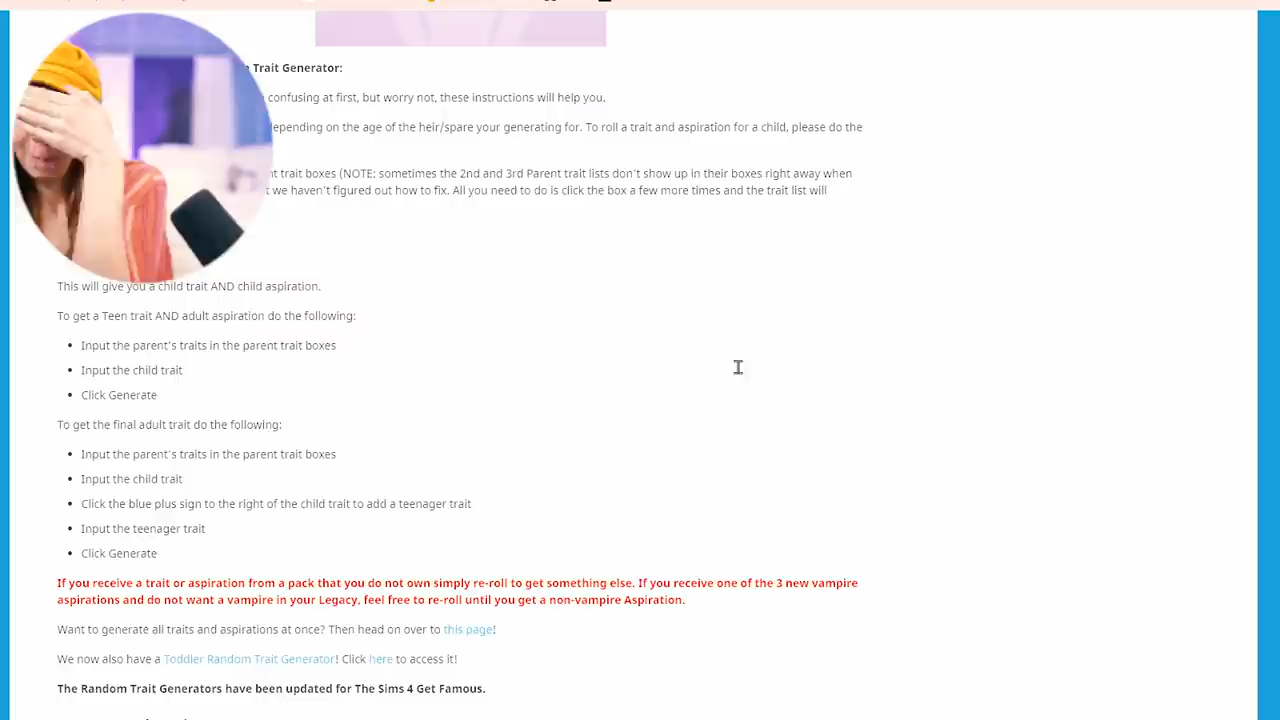 Trait Generator:
confusing at first, but worry not, these instructions will help you.
depending on the age of the heir/spare your generating for. To roll a trait and aspiration for a child, please do the
trait boxes (NOTE: sometimes the 2nd and 3rd Parent trait lists don't show up in their boxes right away when
we haven't figured out how to fix. All you need to do is click the box a few more times and the trait list will
This will give you a child trait AND child aspiration.
To get a Teen trait AND adult aspiration do the following:
• Input the parent's traits in the parent trait boxes
• Input the child trait
• Click Generate
To get the final adult trait do the following:
• Input the parent's traits in the parent trait boxes
• Input the child trait
• Click the blue plus sign to the right of the child trait to add a teenager trait
• Input the teenager trait
• Click Generate
If you receive a trait or aspiration from a pack that you do not own simply re-roll to get something else. If you receive one of the 3 new vampire
aspirations and do not want a vampire in your Legacy, feel free to re-roll until you get a non-vampire Aspiration.
Want to generate all traits and aspirations at once? Then head on over to this page!
We now also have a Toddler Random Trait Generator! Click here to access it!
The Random Trait Generators have been updated for The Sims 4 Get Famous.